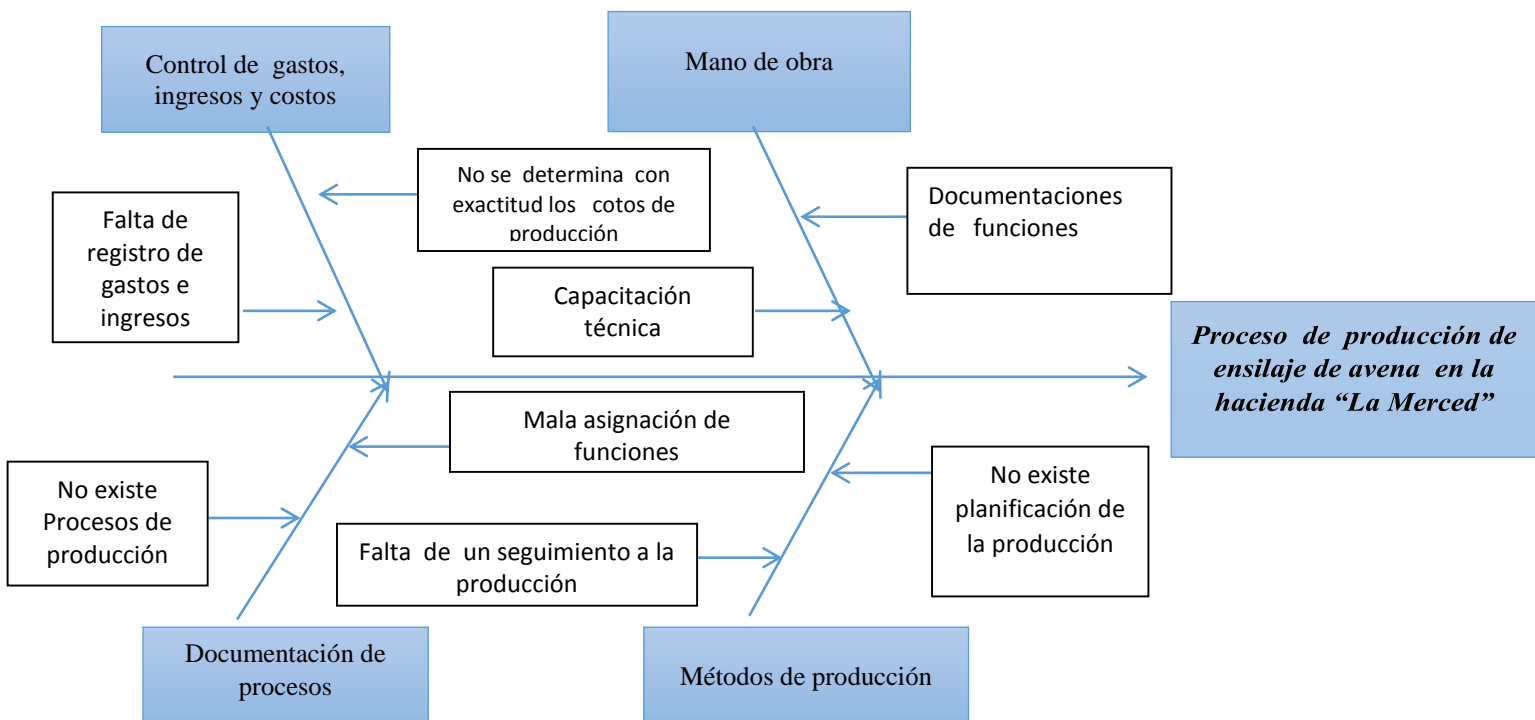 Control de gastos,
ingresos y costos
Mano de obra
No se determina con
exactitud los cotos de
producción
Documentaciones
de funciones
Falta de
registro de
gastos e
ingresos
Capacitación
técnica
Proceso de producción de
ensilaje de avena en la
hacienda “La Merced”
Mala asignación de
funciones
No existe
Procesos de
producción
No existe
planificación de
la producción
Falta de un seguimiento a la
producción
Documentación de
procesos
Métodos de producción